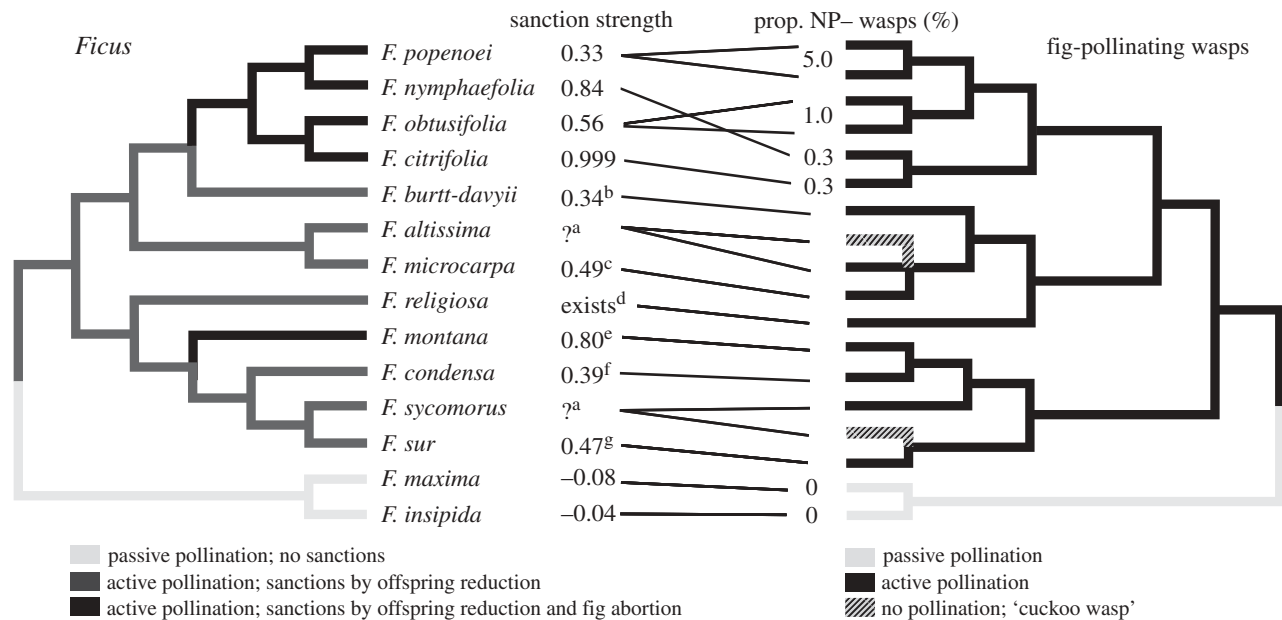 sanction strength
prop. NP– wasps (%)
Ficus
fig-pollinating wasps
F. popenoei 0.33 5.0
F. nymphaefolia 0.84
F. obtusifolia 0.56 1.0
F. citrifolia 0.999 0.3
0.3
F. burtt-davyii 0.34b
F. altissima ?a
F. microcarpa 0.49c
F. religiosa existsd
F. montana 0.80e
F. condensa 0.39f
F. sycomorus ?a
F. sur 0.47g
F. maxima –0.08 0
F. insipida –0.04 0
passive pollination; no sanctions
active pollination; sanctions by offspring reduction
active pollination; sanctions by offspring reduction and fig abortion
passive pollination
active pollination
no pollination; ‘cuckoo wasp’